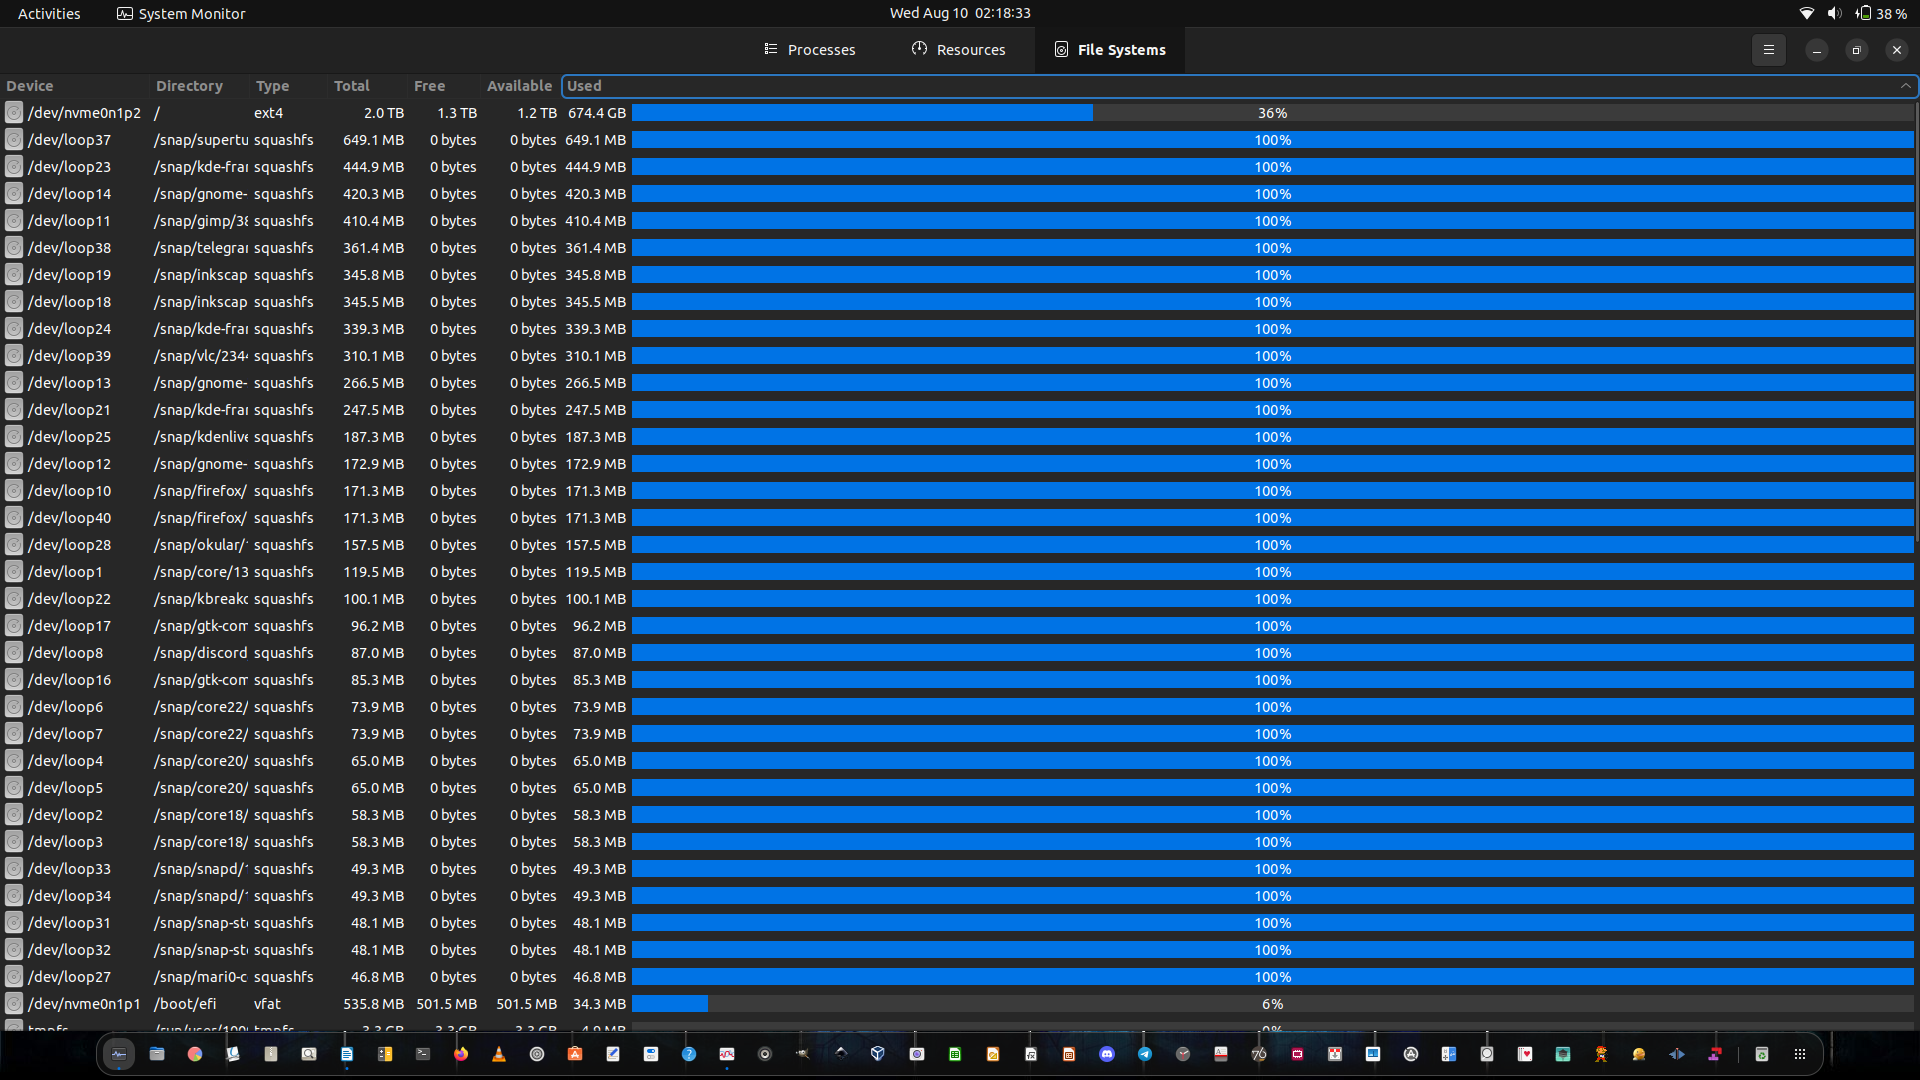 Activities System Monitor Wed Aug 10 02:18:33 38 %
Processes Resources File Systems
Device Directory Type Total Free Available Used
/dev/nvme0n1p2 / ext4 2.0 TB 1.3 TB 1.2 TB 674.4 GB 36%
/dev/loop37 /snap/supertu squashfs 649.1 MB 0 bytes 0 bytes 649.1 MB 100%
/dev/loop23 /snap/kde-frar squashfs 444.9 MB 0 bytes 0 bytes 444.9 MB 100%
/dev/loop14 /snap/gnome- squashfs 420.3 MB 0 bytes 0 bytes 420.3 MB 100%
/dev/loop11 /snap/gimp/38 squashfs 410.4 MB 0 bytes 0 bytes 410.4 MB 100%
/dev/loop38 /snap/telegrar squashfs 361.4 MB 0 bytes 0 bytes 361.4 MB 100%
/dev/loop19 /snap/inkscap squashfs 345.8 MB 0 bytes 0 bytes 345.8 MB 100%
/dev/loop18 /snap/inkscap squashfs 345.5 MB 0 bytes 0 bytes 345.5 MB 100%
/dev/loop24 /snap/kde-frar squashfs 339.3 MB 0 bytes 0 bytes 339.3 MB 100%
/dev/loop39 /snap/vlc/2344 squashfs 310.1 MB 0 bytes 0 bytes 310.1 MB 100%
/dev/loop13 /snap/gnome- squashfs 266.5 MB 0 bytes 0 bytes 266.5 MB 100%
/dev/loop21 /snap/kde-frar squashfs 247.5 MB 0 bytes 0 bytes 247.5 MB 100%
/dev/loop25 /snap/kdenlive squashfs 187.3 MB 0 bytes 0 bytes 187.3 MB 100%
/dev/loop12 /snap/gnome- squashfs 172.9 MB 0 bytes 0 bytes 172.9 MB 100%
/dev/loop10 /snap/firefox/ squashfs 171.3 MB 0 bytes 0 bytes 171.3 MB 100%
/dev/loop40 /snap/firefox/ squashfs 171.3 MB 0 bytes 0 bytes 171.3 MB 100%
/dev/loop28 /snap/okular/ squashfs 157.5 MB 0 bytes 0 bytes 157.5 MB 100%
/dev/loop1 /snap/core/13 squashfs 119.5 MB 0 bytes 0 bytes 119.5 MB 100%
/dev/loop22 /snap/kbreako squashfs 100.1 MB 0 bytes 0 bytes 100.1 MB 100%
/dev/loop17 /snap/gtk-com squashfs 96.2 MB 0 bytes 0 bytes 96.2 MB 100%
/dev/loop8 /snap/discord squashfs 87.0 MB 0 bytes 0 bytes 87.0 MB 100%
/dev/loop16 /snap/gtk-com squashfs 85.3 MB 0 bytes 0 bytes 85.3 MB 100%
/dev/loop6 /snap/core22/ squashfs 73.9 MB 0 bytes 0 bytes 73.9 MB 100%
/dev/loop7 /snap/core22/ squashfs 73.9 MB 0 bytes 0 bytes 73.9 MB 100%
/dev/loop4 /snap/core20/ squashfs 65.0 MB 0 bytes 0 bytes 65.0 MB 100%
/dev/loop5 /snap/core20/ squashfs 65.0 MB 0 bytes 0 bytes 65.0 MB 100%
/dev/loop2 /snap/core18/ squashfs 58.3 MB 0 bytes 0 bytes 58.3 MB 100%
/dev/loop3 /snap/core18/ squashfs 58.3 MB 0 bytes 0 bytes 58.3 MB 100%
/dev/loop33 /snap/snapd/ squashfs 49.3 MB 0 bytes 0 bytes 49.3 MB 100%
/dev/loop34 /snap/snapd/ squashfs 49.3 MB 0 bytes 0 bytes 49.3 MB 100%
/dev/loop31 /snap/snap-st squashfs 48.1 MB 0 bytes 0 bytes 48.1 MB 100%
/dev/loop32 /snap/snap-st squashfs 48.1 MB 0 bytes 0 bytes 48.1 MB 100%
/dev/loop27 /snap/mari0-c squashfs 46.8 MB 0 bytes 0 bytes 46.8 MB 100%
/dev/nvme0n1p1 /boot/efi vfat 535.8 MB 501.5 MB 501.5 MB 34.3 MB 6%
tmpfs /run/user/100 tmpfs 3.3 GB 3.3 GB 3.3 GB 4.9 MB 0%